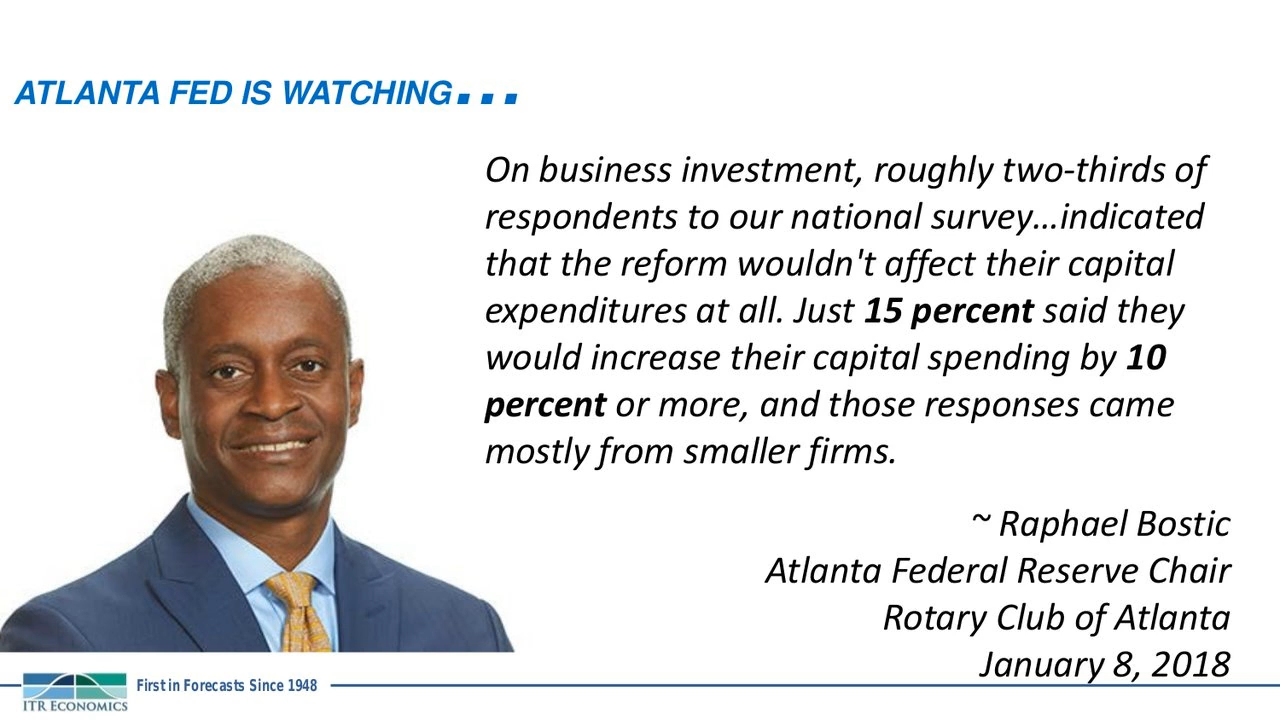 ATLANTA FED IS WATCHING...
On business investment, roughly two-thirds of
respondents to our national survey…indicated
that the reform wouldn't affect their capital
expenditures at all. Just 15 percent said they
would increase their capital spending by 10
percent or more, and those responses came
mostly from smaller firms.
~ Raphael Bostic
Atlanta Federal Reserve Chair
Rotary Club of Atlanta
January 8, 2018
First in Forecasts Since 1948
ITR ECONOMICS